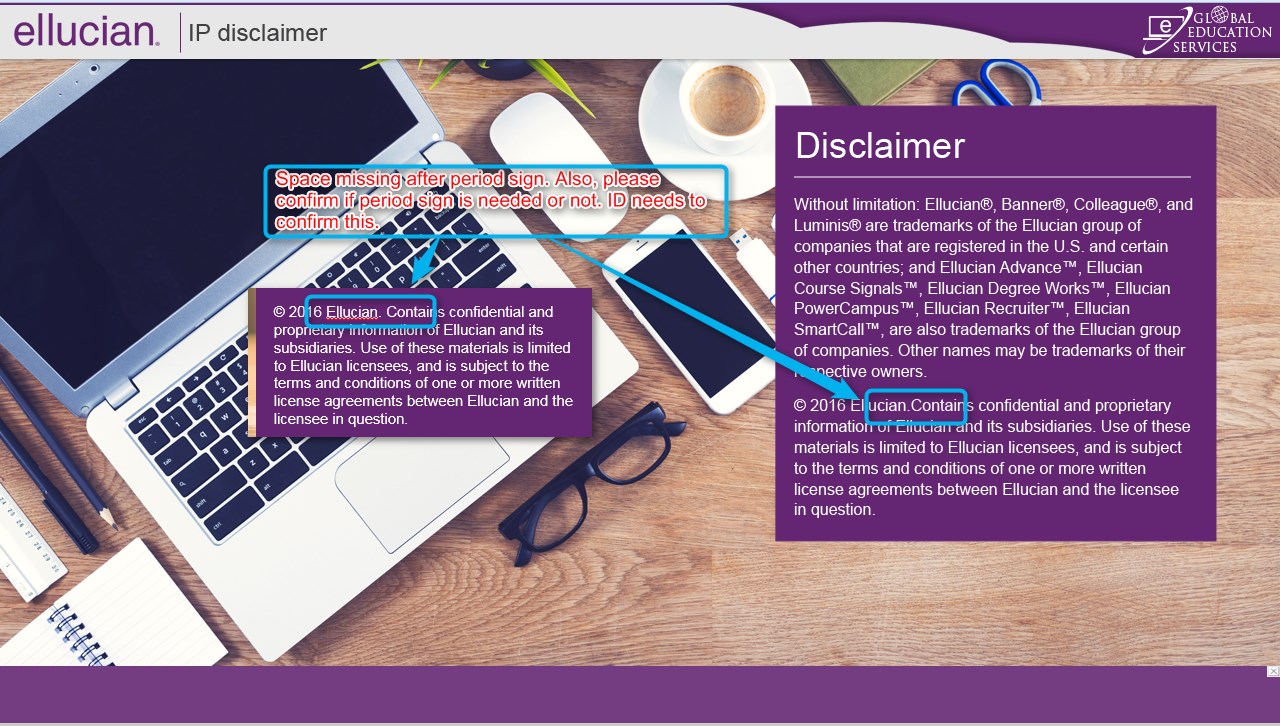 ellucian.
IP disclaimer
GLOBAL
EDUCATION
SERVICES
e
Space missing after period sign. Also, please
confirm if period sign is needed or not. ID needs to
confirm this.
© 2016 Ellucian. Contains confidential and
proprietary information of Ellucian and its
subsidiaries. Use of these materials is limited
to Ellucian licensees, and is subject to the
terms and conditions of one or more written
license agreements between Ellucian and the
licensee in question.
Disclaimer
Without limitation: Ellucian®, Banner®, Colleague®, and
Luminis® are trademarks of the Ellucian group of
companies that are registered in the U.S. and certain
other countries; and Ellucian Advance™, Ellucian
Course Signals™, Ellucian Degree Works™, Ellucian
PowerCampus™, Ellucian Recruiter™, Ellucian
SmartCall™, are also trademarks of the Ellucian group
of companies. Other names may be trademarks of their
respective owners.
© 2016 Ellucian.Contains confidential and proprietary
information of Ellucian and its subsidiaries. Use of these
materials is limited to Ellucian licensees, and is subject
to the terms and conditions of one or more written
license agreements between Ellucian and the licensee
in question.